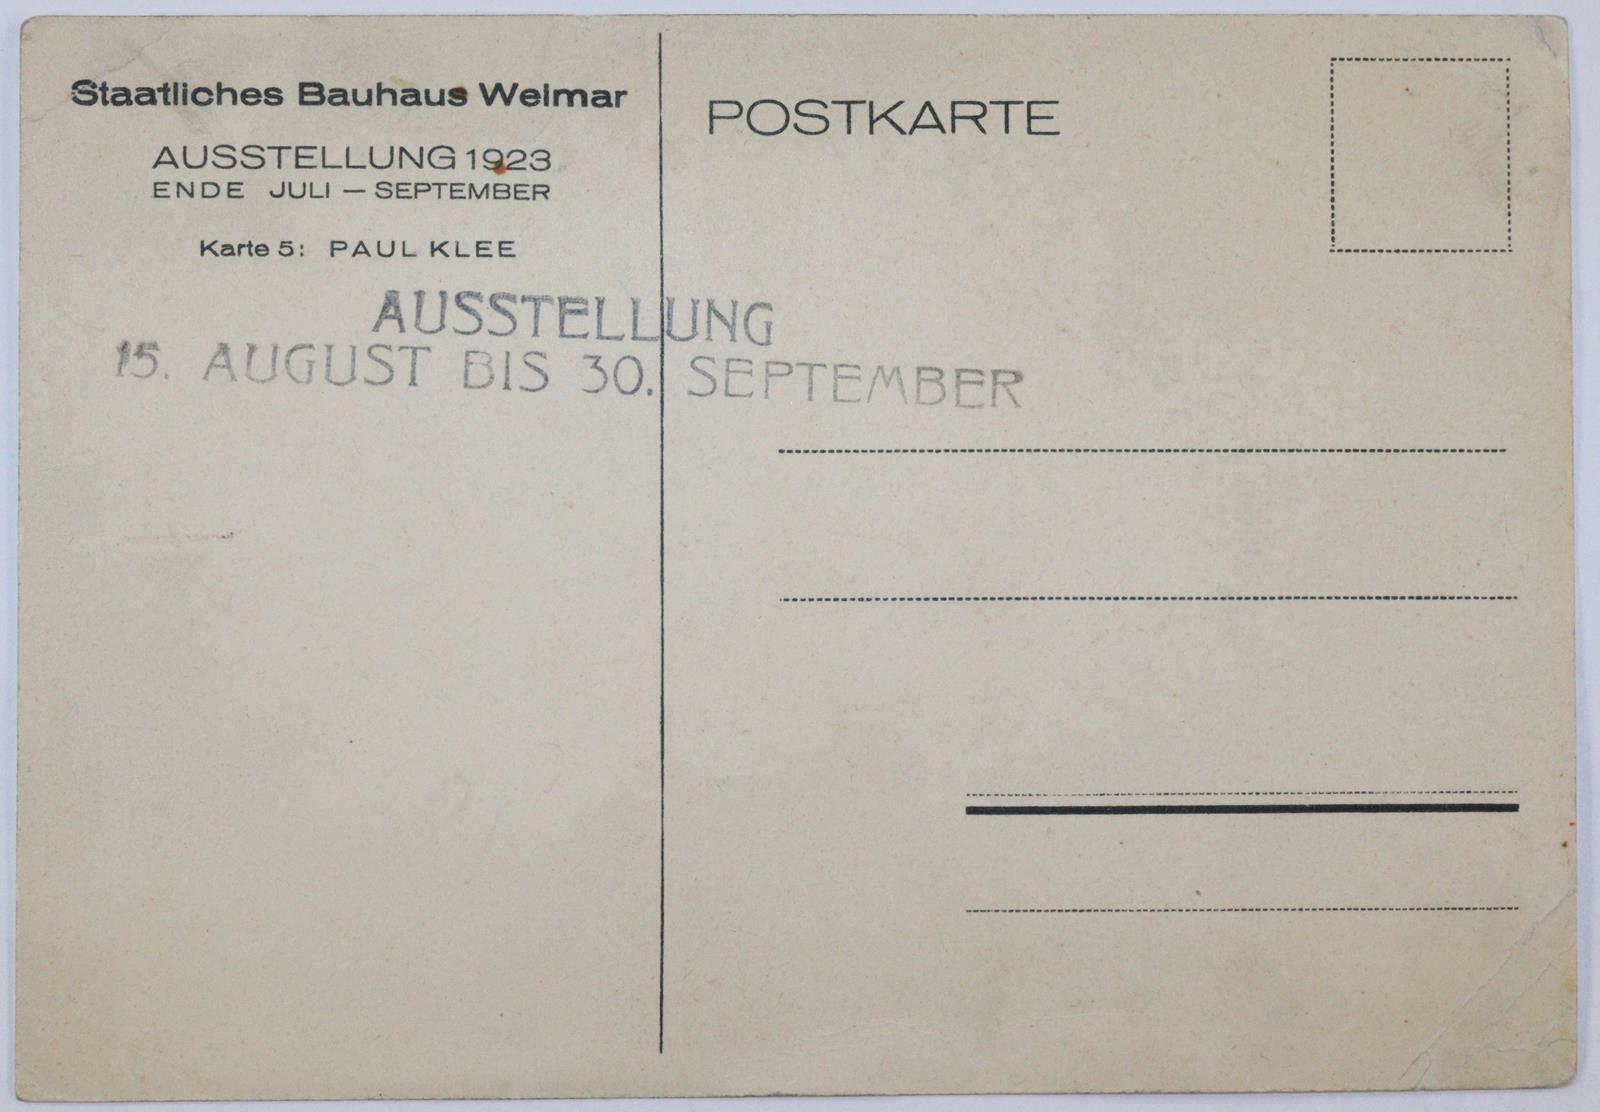 Staatliches Bauhaus Weimar
AUSSTELLUNG 1923
ENDE JULI — SEPTEMBER
Karte 5: PAUL KLEE
AUSSTELLUNG
15. AUGUST BIS 30. SEPTEMBER
POSTKARTE